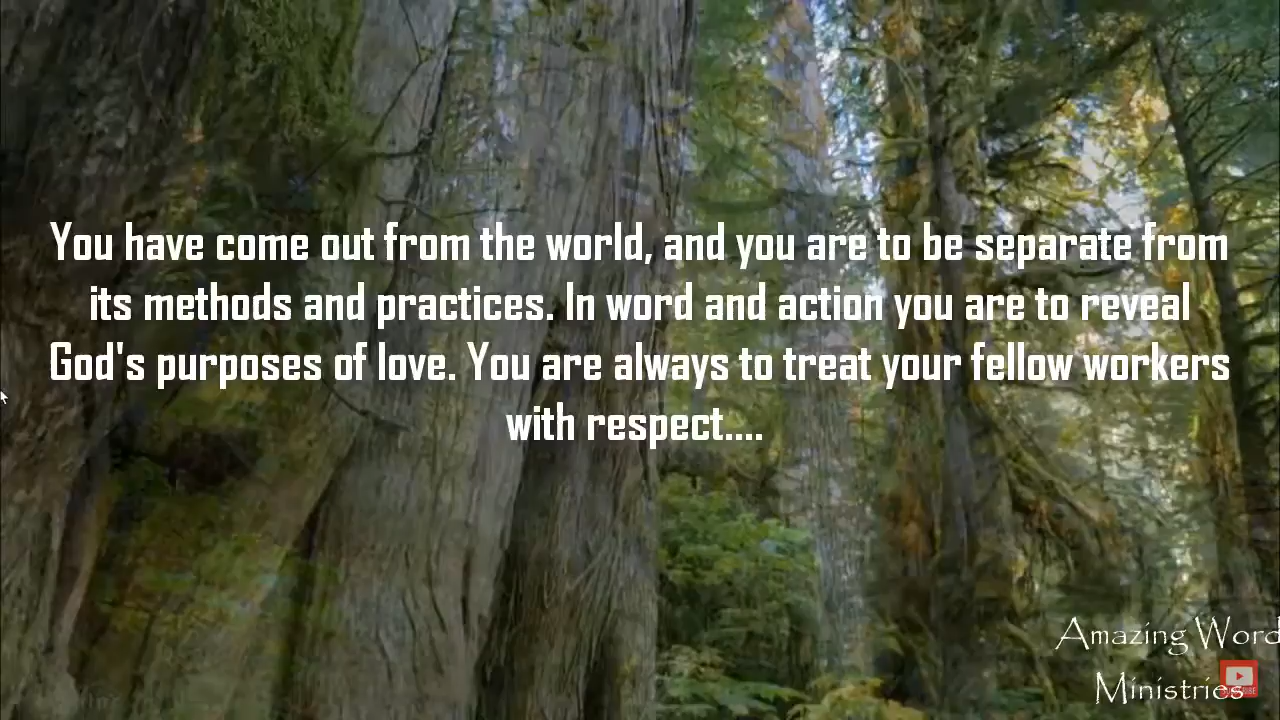 You have come out from the world, and you are to be separate from
its methods and practices. In word and action you are to reveal
God's purposes of love. You are always to treat your fellow workers
with respect....
Amazing Word
Ministries